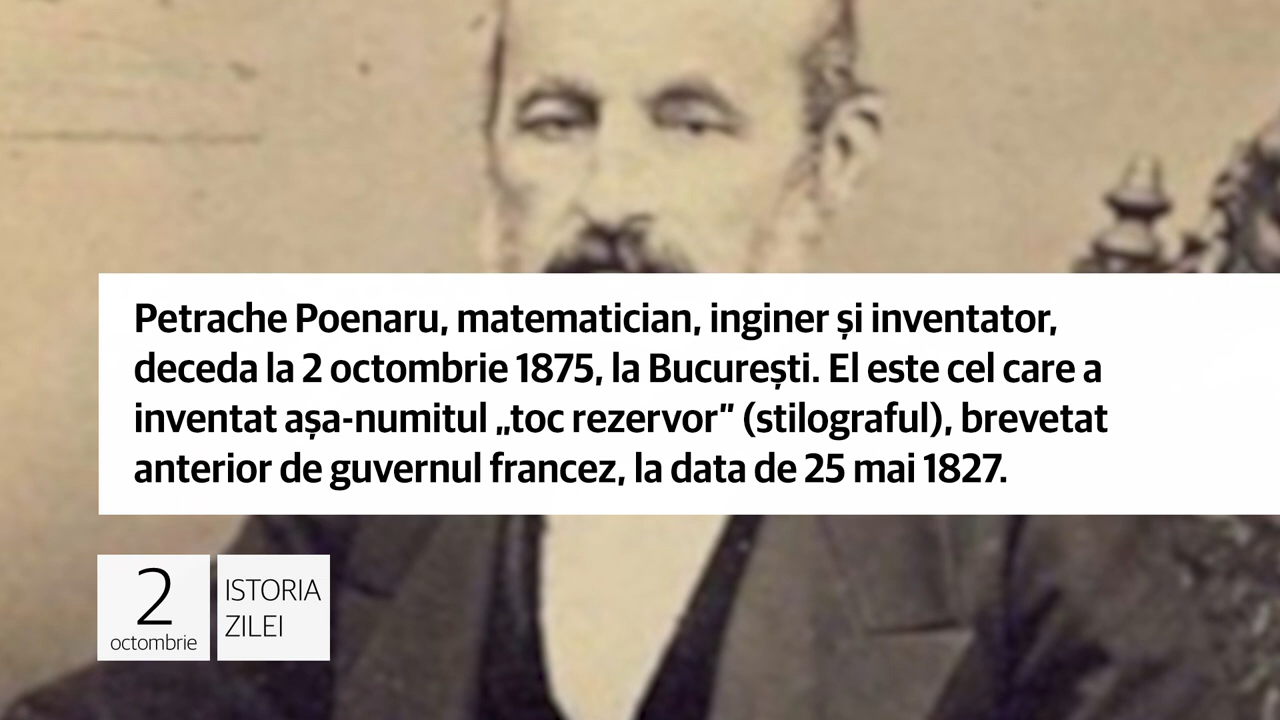 Petrache Poenaru, matematician, inginer și inventator,
deceda la 2 octombrie 1875, la București. El este cel care a
inventat așa-numitul „toc rezervor” (stilograful), brevetat
anterior de guvernul francez, la data de 25 mai 1827.
2
octombrie
ISTORIA
ZILEI